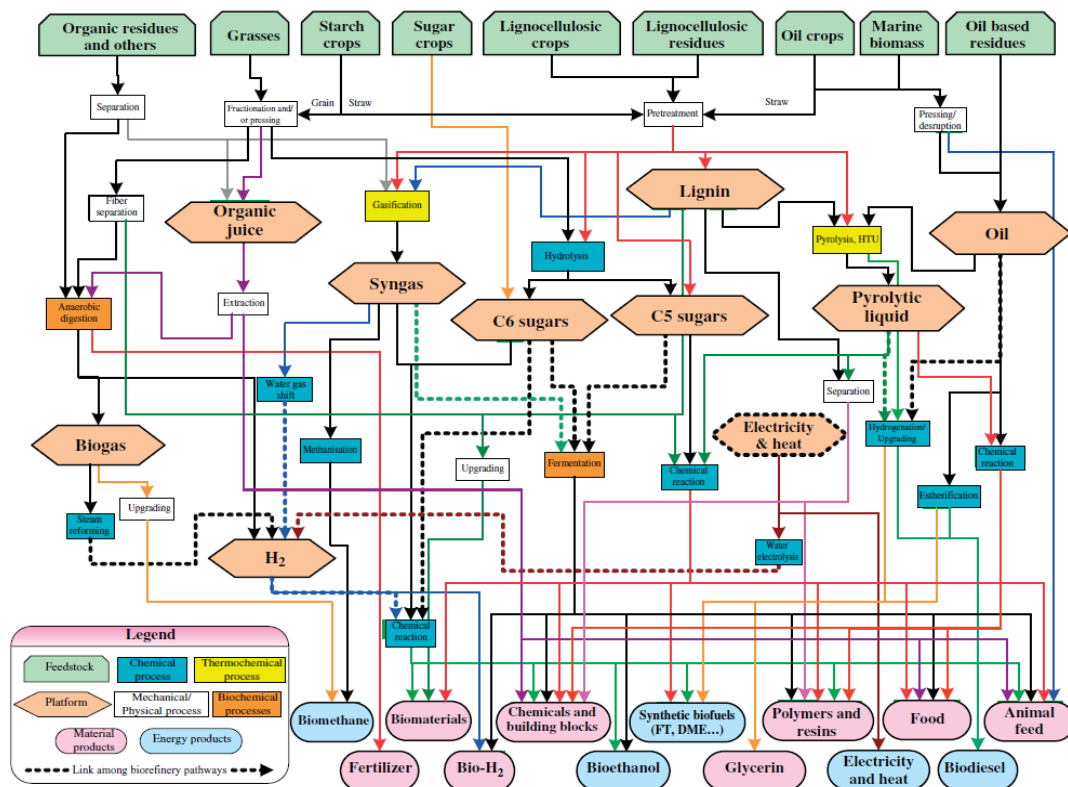 Organic residues
and others
Grasses
Starch
crops
Sugar
crops
Lignocellulosic
crops
Lignocellulosic
residues
Oil crops
Marine
biomass
Oil based
residues
Separation
Fractionation and/
or pressing
Grain
Straw
Pretreatment
Straw
Pressing/
desruption
Fiber
separation
Organic
juice
Gasification
Lignin
Hydrolysis
Pyrolysis, HTU
Oil
Anaerobic
digestion
Extraction
Syngas
C6 sugars
C5 sugars
Pyrolytic
liquid
Water gas
shift
Separation
Biogas
Methanisation
Upgrading
Fermentation
Chemical
reaction
Electricity
& heat
Hydrogenation/
Upgrading
Chemical
reaction
Estherification
Steam
reforming
Upgrading
H2
Water
electrolysis
Chemical
reaction
Legend
Feedstock
Chemical
process
Thermochemical
process
Platform
Mechanical/
Physical process
Biochemical
processes
Material
products
Energy products
Link among biorefinery pathways
Biomethane
Biomaterials
Chemicals and
building blocks
Synthetic biofuels
(FT, DME…)
Polymers and
resins
Food
Animal
feed
Fertilizer
Bio-H2
Bioethanol
Glycerin
Electricity
and heat
Biodiesel